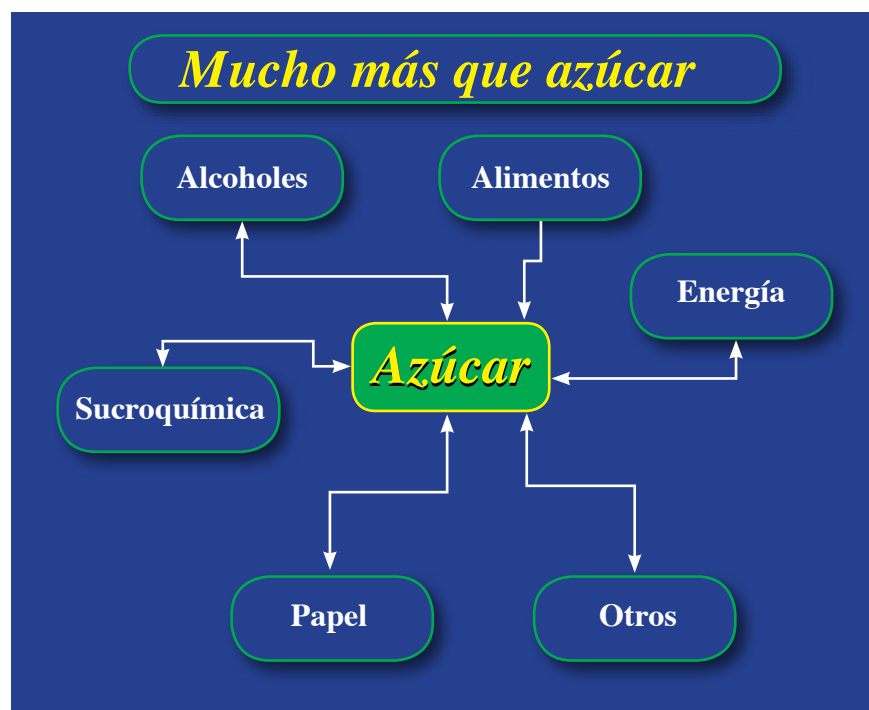 Mucho más que azúcar
Alcoholes
Alimentos
Energía
Azúcar
Sucroquímica
Papel
Otros